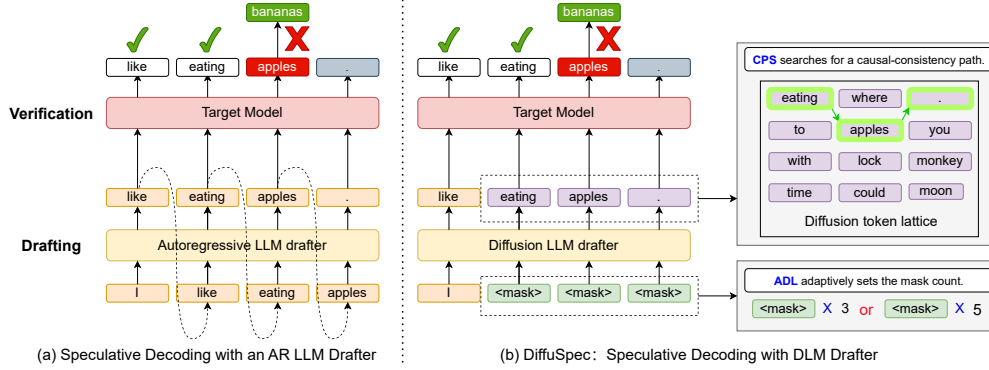 bananas
like eating apples .
Verification
Target Model
like eating apples .
Drafting
Autoregressive LLM drafter
I like eating apples
(a) Speculative Decoding with an AR LLM Drafter
bananas
like eating apples .
Target Model
like eating apples .
Diffusion LLM drafter
I <mask> <mask> <mask>
(b) DiffuSpec: Speculative Decoding with DLM Drafter
CPS searches for a causal-consistency path.
eating where .
to apples you
with lock monkey
time could moon
Diffusion token lattice
ADL adaptively sets the mask count.
<mask> X 3 or <mask> X 5